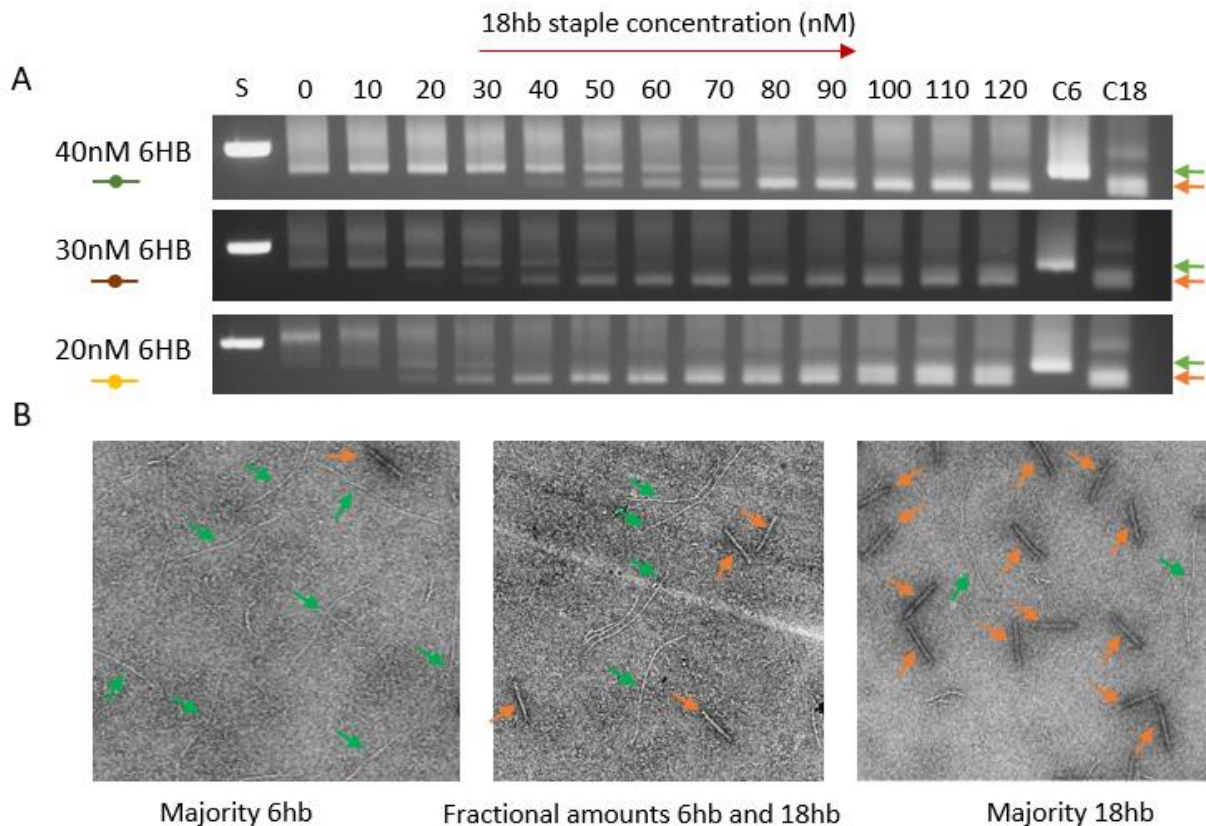 18hb staple concentration (nM)
A
S 0 10 20 30 40 50 60 70 80 90 100 110 120 C6 C18
40nM 6HB
30nM 6HB
20nM 6HB
B
Majority 6hb Fractional amounts 6hb and 18hb Majority 18hb